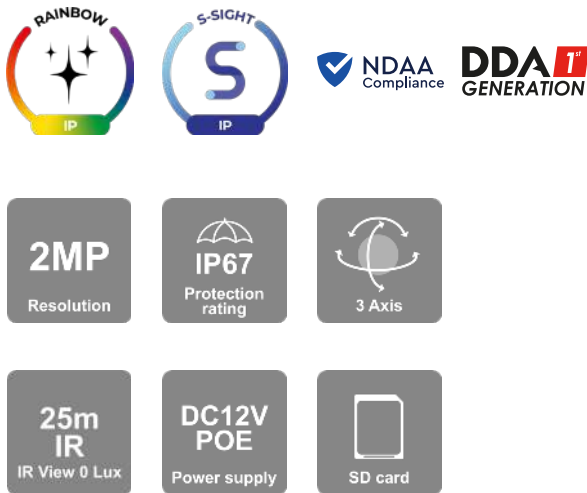 RAINBOW
IP
S-SIGHT
S
IP
NDAA
Compliance
DDA 1st
GENERATION
2MP
Resolution
IP67
Protection
rating
3 Axis
25m
IR
IR View 0 Lux
DC12V
POE
Power supply
SD card